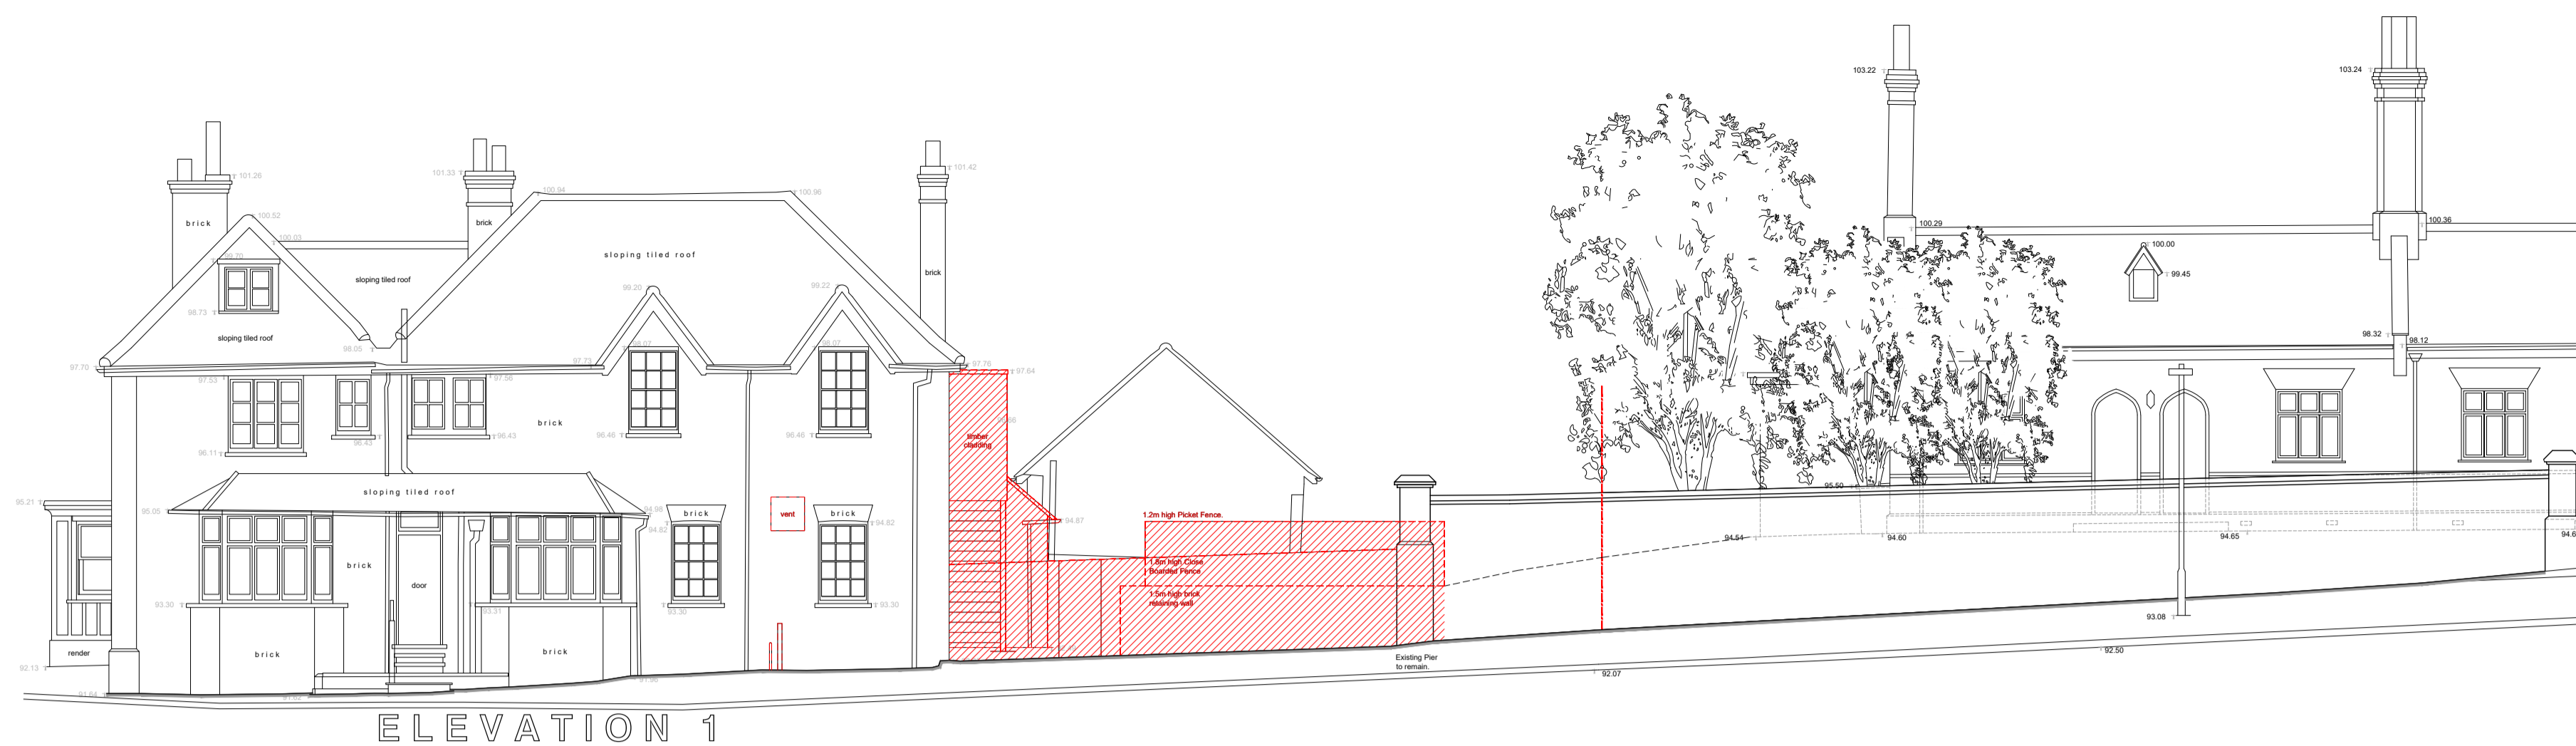 103.22
103.24
101.26
101.33
101.42
100.94
100.96
brick
100.52
brick
100.29
100.36
100.03
100.00
99.70
sloping tiled roof
brick
99.45
sloping tiled roof
99.20
99.22
98.73
sloping tiled roof
98.05
98.07
98.07
98.32
98.12
97.70
97.73
97.76
97.64
97.53
97.56
brick
96.43
96.43
96.46
96.46
timber
cladding
96.11
sloping tiled roof
95.50
95.21
95.05
94.98
94.82
brick
vent
brick
94.82
94.87
1.2m high Picket Fence.
94.54
94.60
94.65
94.6
brick
door
1.8m high Close
Boarded Fence
1.5m high brick
retaining wall
93.30
93.31
93.30
93.30
93.08
render
brick
brick
92.50
Existing Pier
to remain.
92.13
92.07
91.64
ELEVATION 1